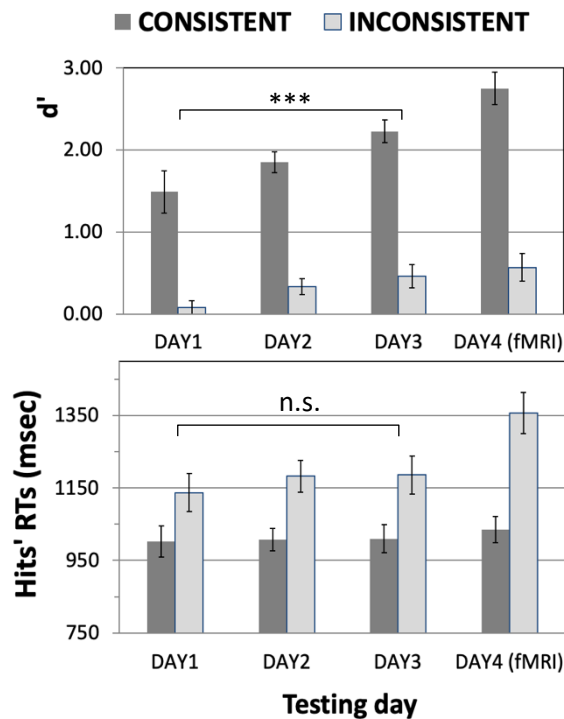 CONSISTENT INCONSISTENT
d'
3.00
***
2.00
1.00
0.00
DAY1 DAY2 DAY3 DAY4 (fMRI)
Hits' RTs (msec)
1350
n.s.
1150
950
750
DAY1 DAY2 DAY3 DAY4 (fMRI)
Testing day